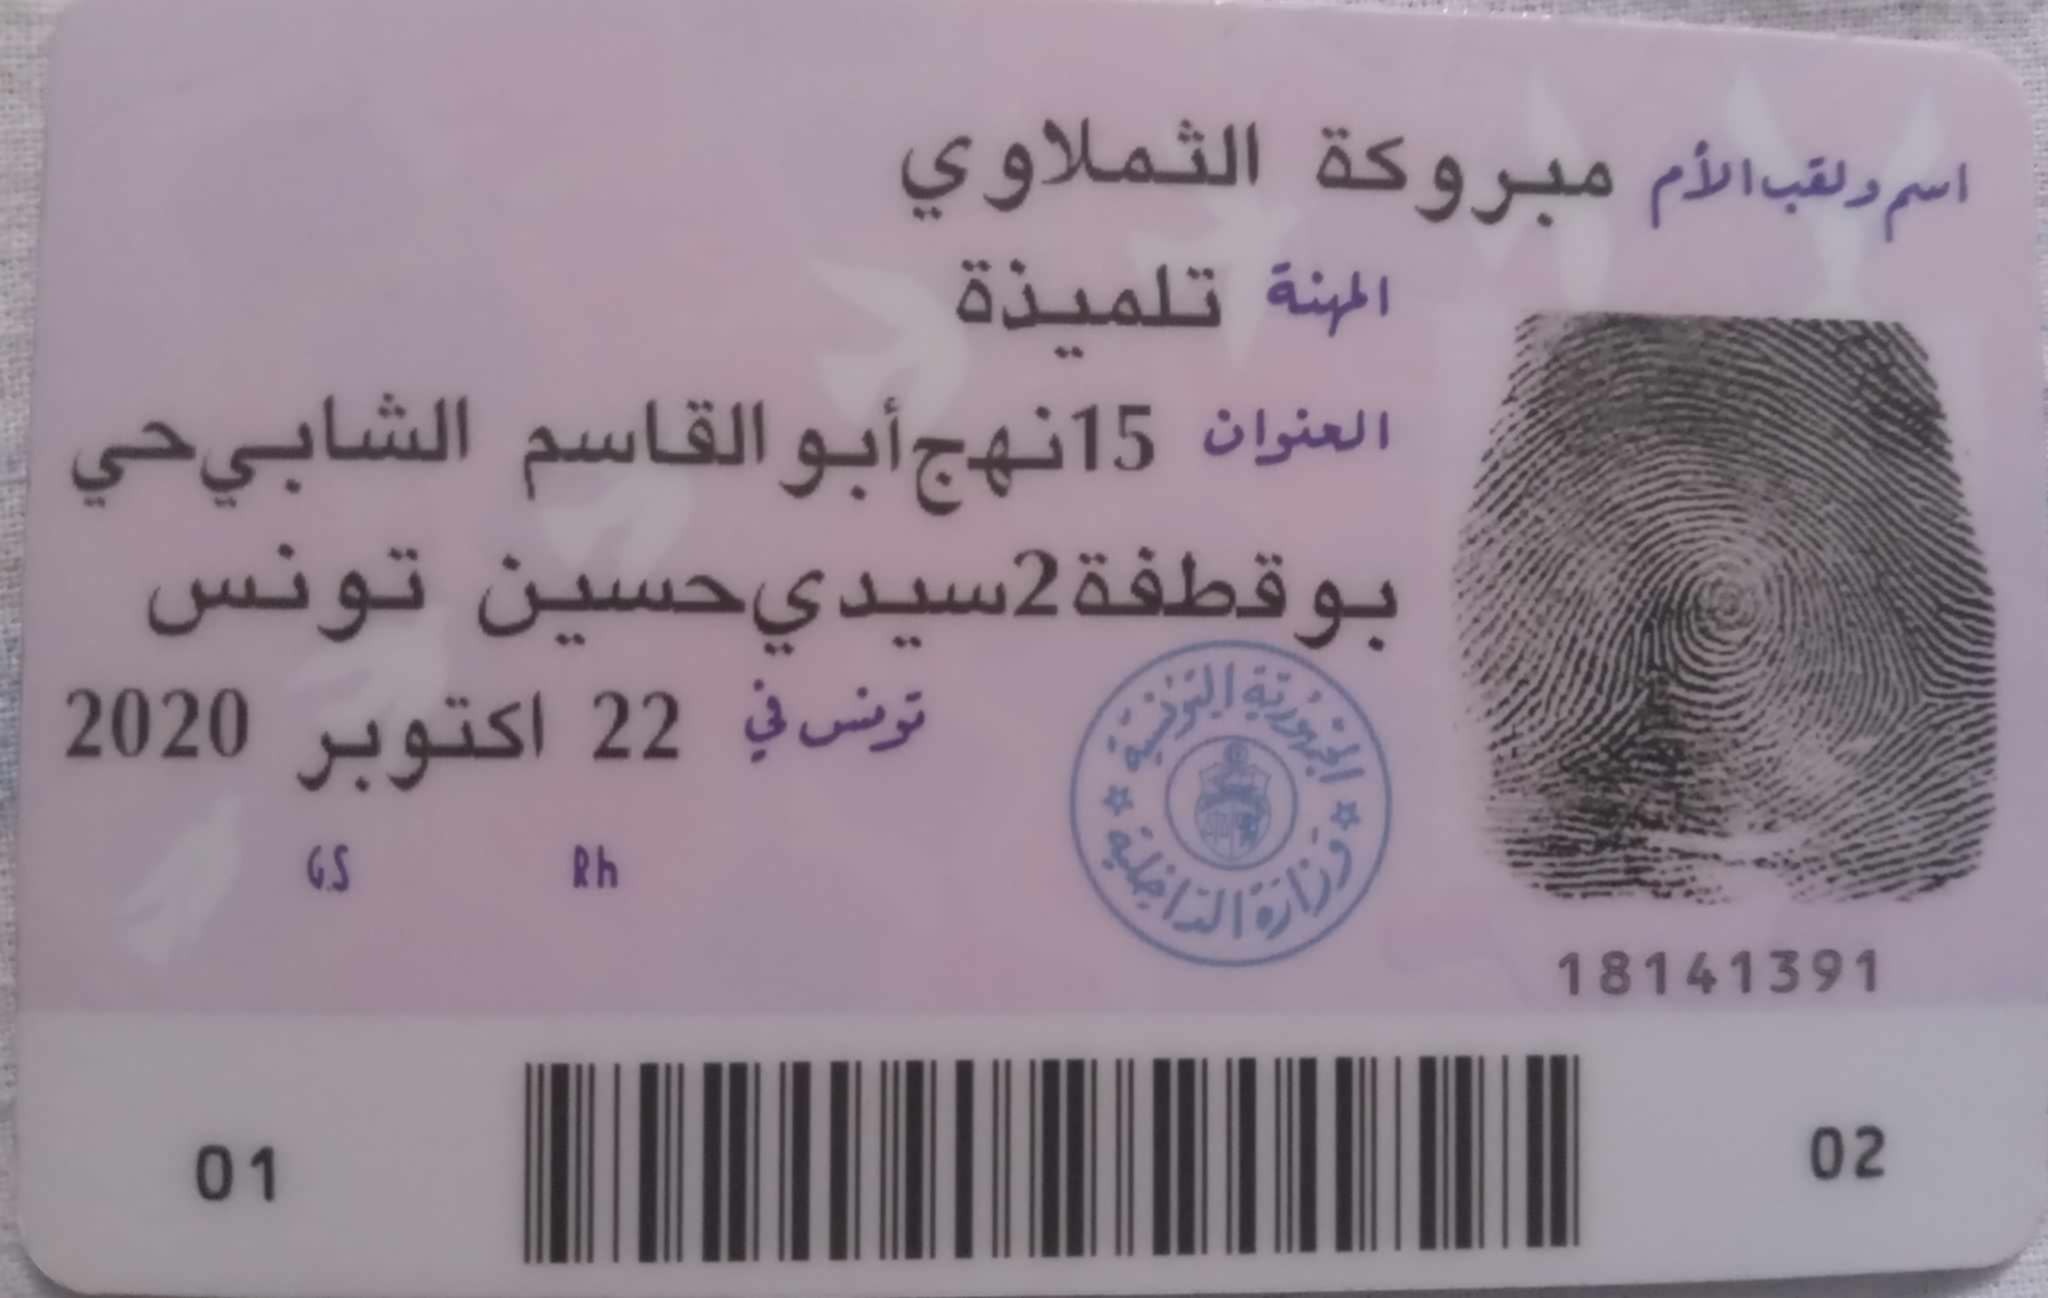 اسم ولقب الأم مبروكة الثملاوي
المهنة تلميذة
العنوان 15نهج أبو القاسم الشابي حي
بوقطفة2سيدي حسين تونس
تونس في 22 اكتوبر 2020
الجمهورية التونسية
وزارة الداخلية
Rh
GS
18141391
01
02